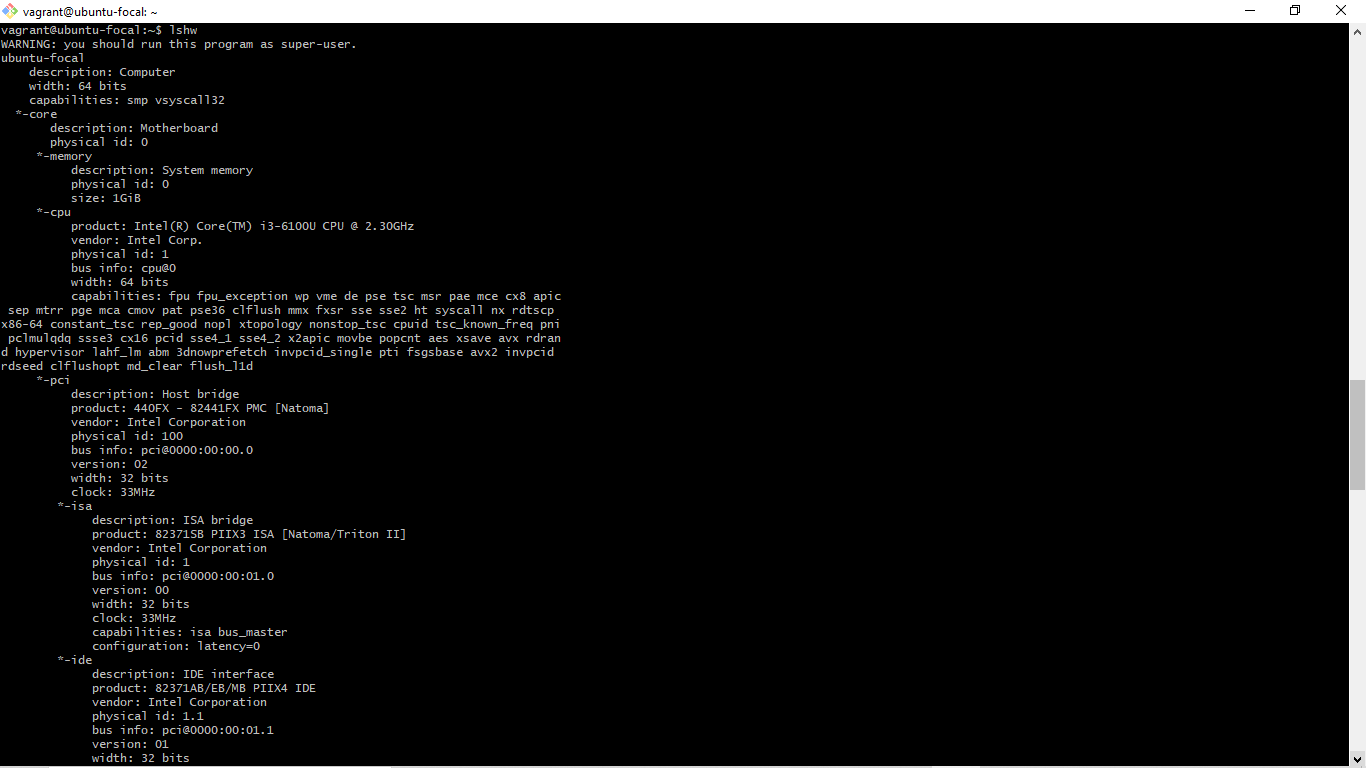 vagrant@ubuntu-focal: ~
vagrant@ubuntu-focal:~$ lshw
WARNING: you should run this program as super-user.
ubuntu-focal
    description: Computer
    width: 64 bits
    capabilities: smp vsyscall32
  *-core
       description: Motherboard
       physical id: 0
     *-memory
          description: System memory
          physical id: 0
          size: 1GiB
     *-cpu
          product: Intel(R) Core(TM) i3-6100U CPU @ 2.30GHz
          vendor: Intel Corp.
          physical id: 1
          bus info: cpu@0
          width: 64 bits
          capabilities: fpu fpu_exception wp vme de pse tsc msr pae mce cx8 apic
 sep mtrr pge mca cmov pat pse36 clflush mmx fxsr sse sse2 ht syscall nx rdtscp
x86-64 constant_tsc rep_good nopl xtopology nonstop_tsc cpuid tsc_known_freq pni
 pclmulqdq ssse3 cx16 pcid sse4_1 sse4_2 x2apic movbe popcnt aes xsave avx rdran
d hypervisor lahf_lm abm 3dnowprefetch invpcid_single pti fsgsbase avx2 invpcid
rdseed clflushopt md_clear flush_l1d
     *-pci
          description: Host bridge
          product: 440FX - 82441FX PMC [Natoma]
          vendor: Intel Corporation
          physical id: 100
          bus info: pci@0000:00:00.0
          version: 02
          width: 32 bits
          clock: 33MHz
        *-isa
             description: ISA bridge
             product: 82371SB PIIX3 ISA [Natoma/Triton II]
             vendor: Intel Corporation
             physical id: 1
             bus info: pci@0000:00:01.0
             version: 00
             width: 32 bits
             clock: 33MHz
             capabilities: isa bus_master
             configuration: latency=0
        *-ide
             description: IDE interface
             product: 82371AB/EB/MB PIIX4 IDE
             vendor: Intel Corporation
             physical id: 1.1
             bus info: pci@0000:00:01.1
             version: 01
             width: 32 bits